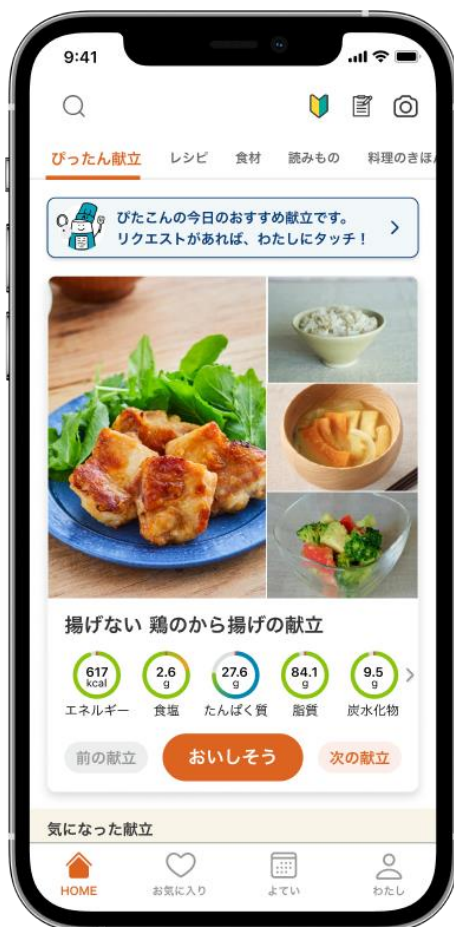 9:41
ぴったん献立 レシピ 食材 読みもの 料理のきほん
ぴたこんの今日のおすすめ献立です。
リクエストがあれば、わたしにタッチ！
揚げない 鶏のから揚げの献立
617 kcal
エネルギー
2.6 g
食塩
27.6 g
たんぱく質
84.1 g
脂質
9.5 g
炭水化物
前の献立
おいしそう
次の献立
気になった献立
HOME お気に入り よてい わたし